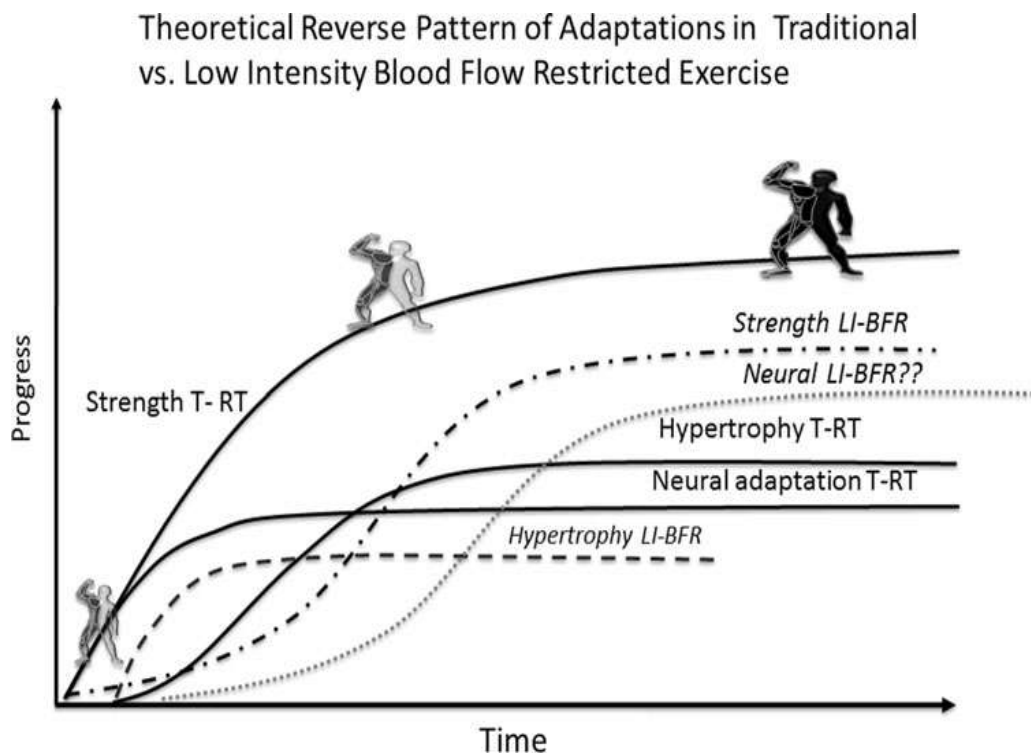 Theoretical Reverse Pattern of Adaptations in Traditional
vs. Low Intensity Blood Flow Restricted Exercise
Progress
Strength T- RT
Strength LI-BFR
Neural LI-BFR??
Hypertrophy T-RT
Neural adaptation T-RT
Hypertrophy LI-BFR
Time